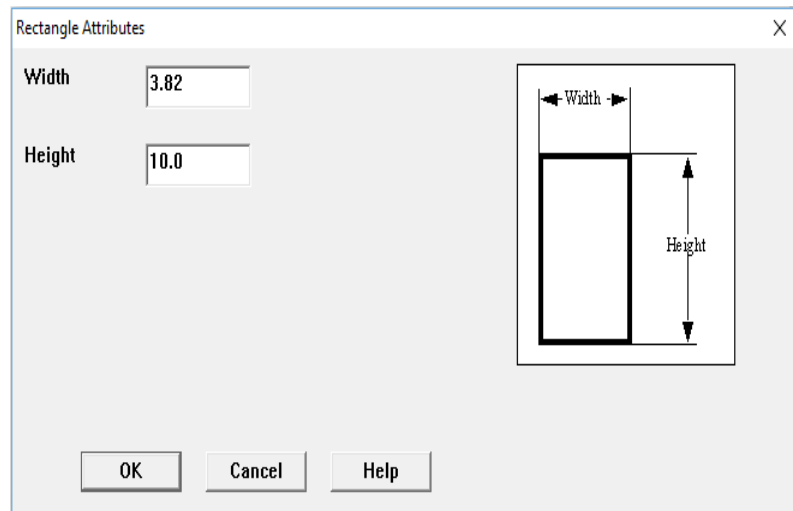 Rectangle Attributes
Width 3.82
Width
Height 10.0
Height
OK Cancel Help